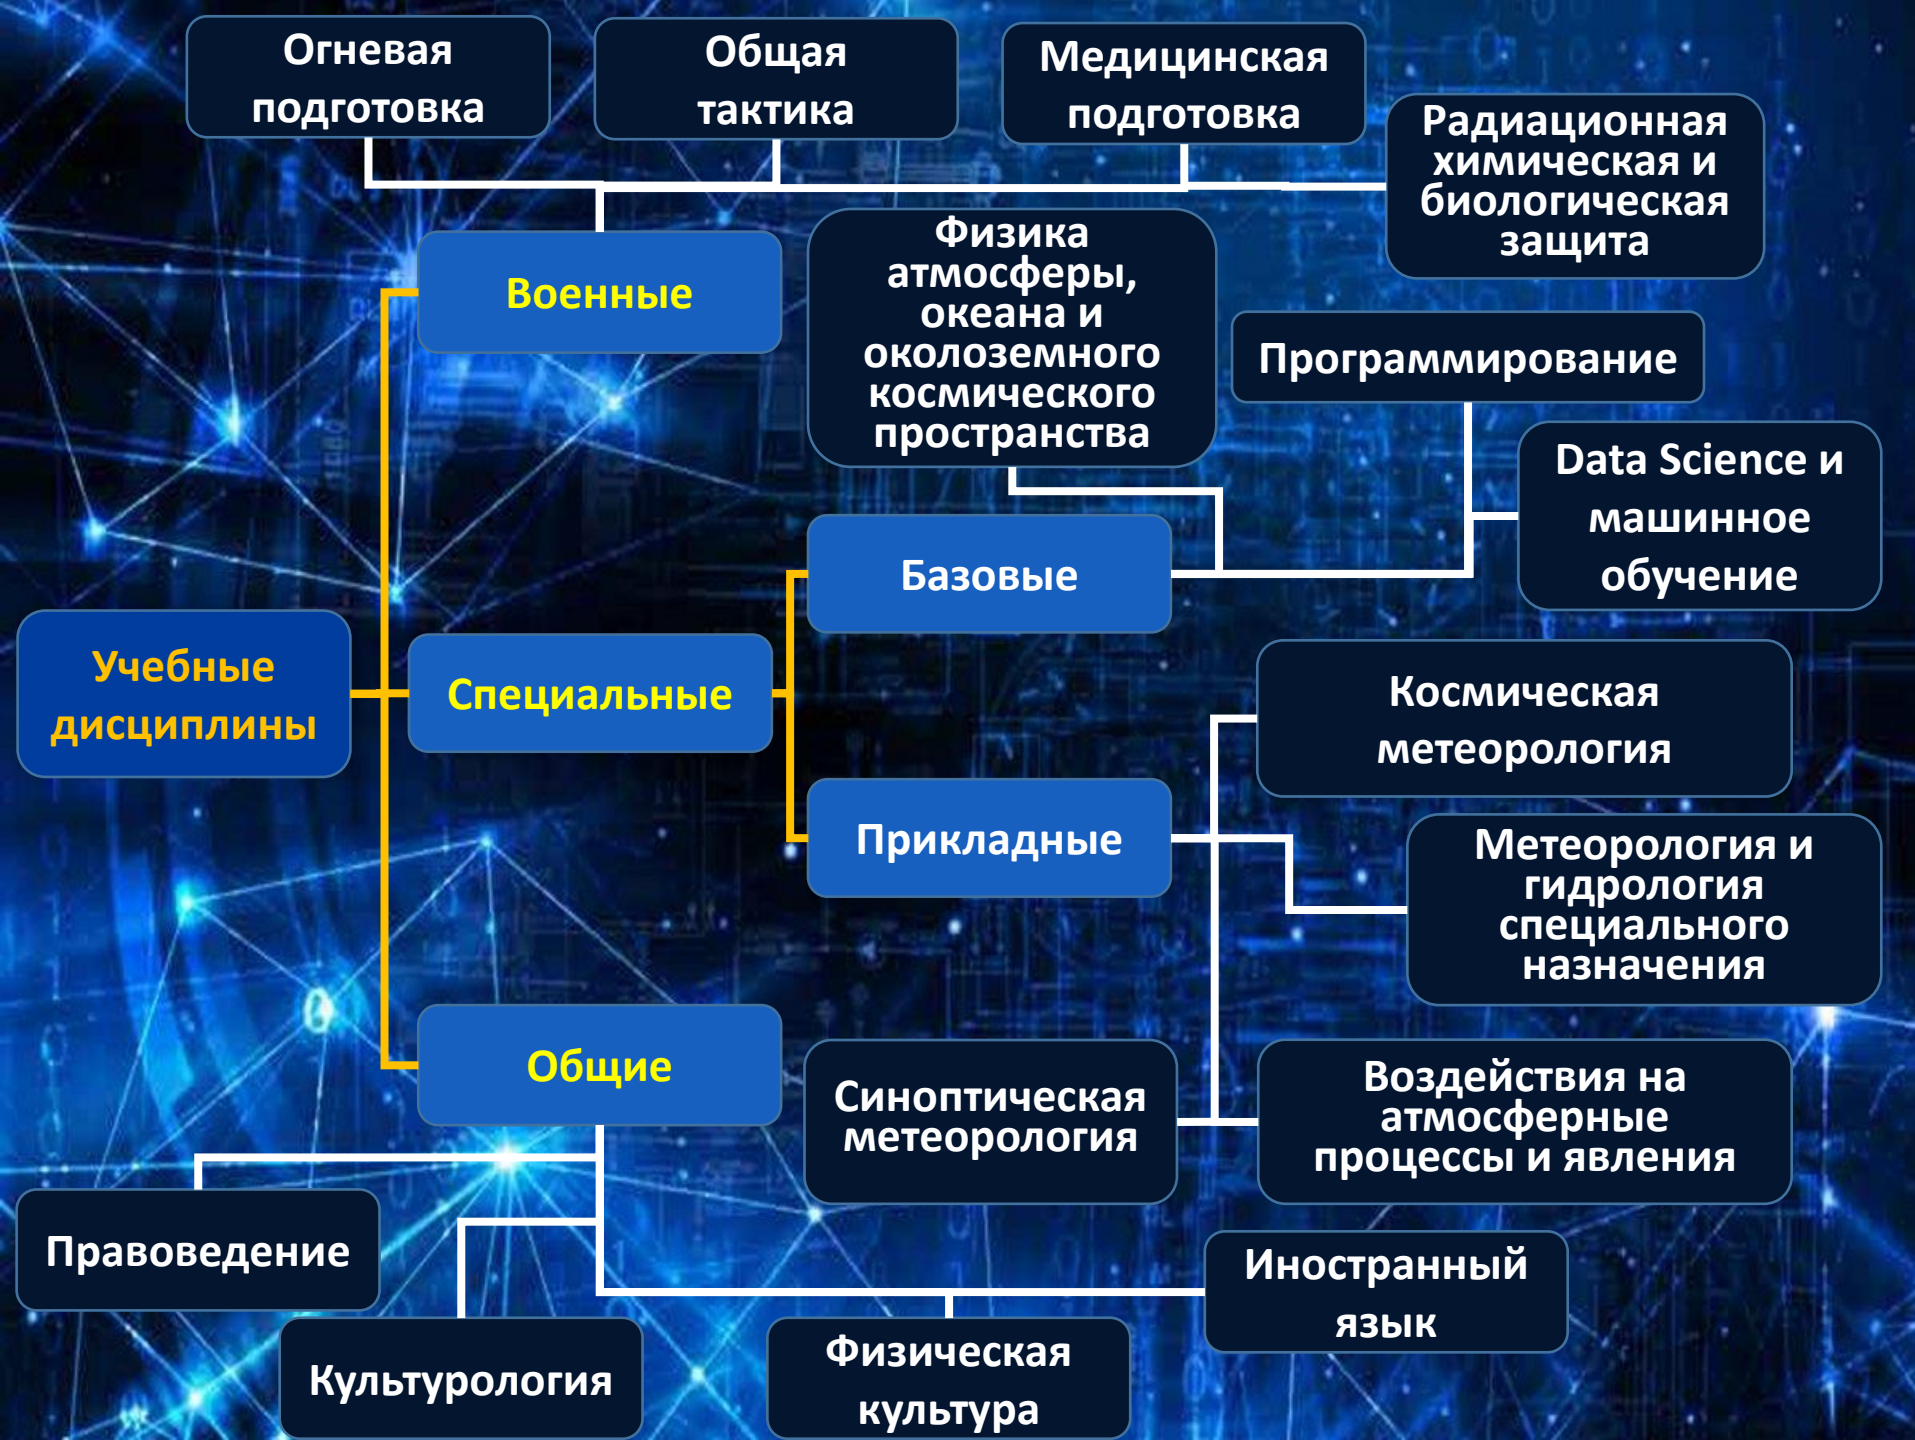 Огневая
подготовка
Общая
тактика
Медицинская
подготовка
Радиационная
химическая и
биологическая
защита
Военные
Физика
атмосферы,
океана и
околоземного
космического
пространства
Программирование
Data Science и
машинное
обучение
Базовые
Учебные
дисциплины
Специальные
Космическая
метеорология
Прикладные
Метеорология и
гидрология
специального
назначения
Общие
Синоптическая
метеорология
Воздействия на
атмосферные
процессы и явления
Правоведение
Иностранный
язык
Культурология
Физическая
культура